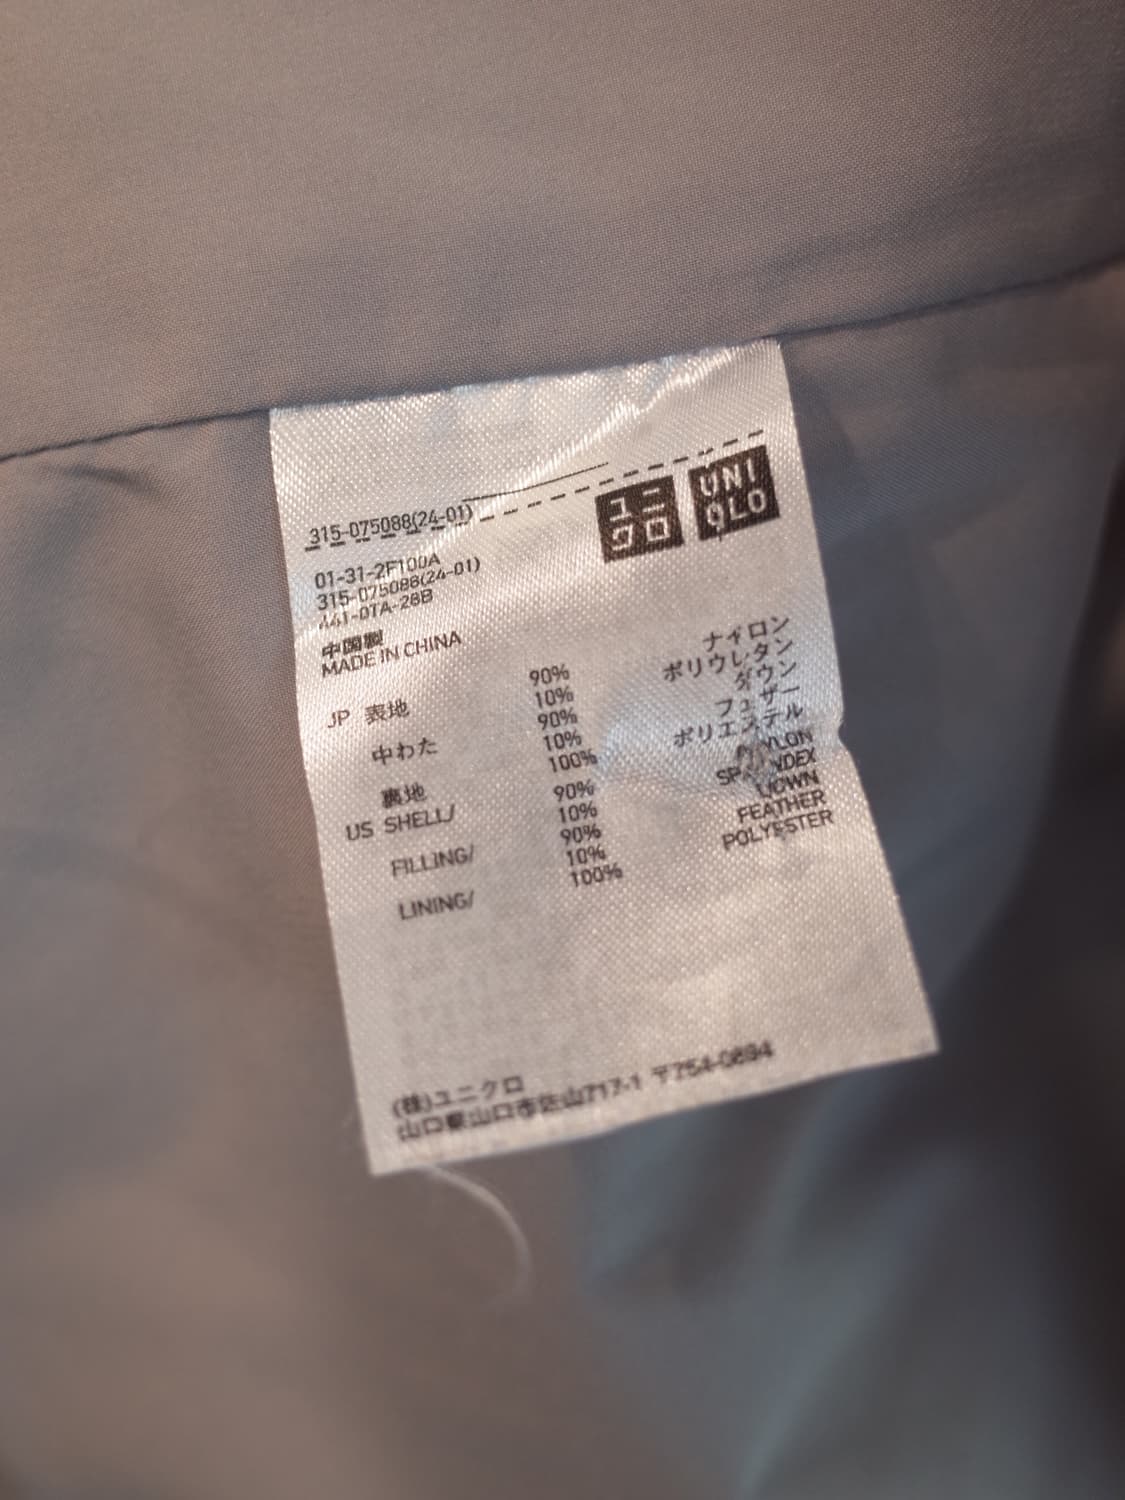 ユニクロ UNIQLO
315-075088(24-01)
01-31-2F100A
315-075088(24-01)
441-07A-28B
中国製
MADE IN CHINA
JP 表地 90% ナイロン
10% ポリウレタン
中わた 90% ダウン
10% フェザー
裏地 100% ポリエステル
US SHELL/ 90% NYLON
10% SPANDEX
FILLING/ 90% DOWN
10% FEATHER
LINING/ 100% POLYESTER
(株)ユニクロ
山口県山口市佐山717-1 〒754-0894